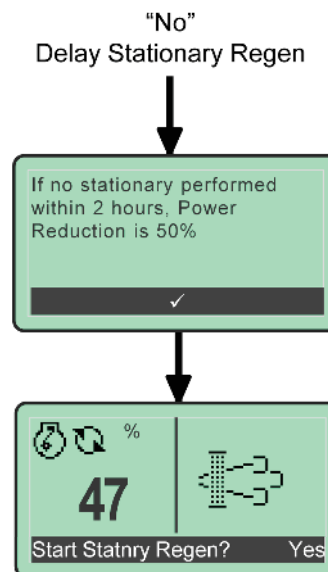 “No”
Delay Stationary Regen
If no stationary performed
within 2 hours, Power
Reduction is 50%
✓
%
47
Start Statnry Regen? Yes